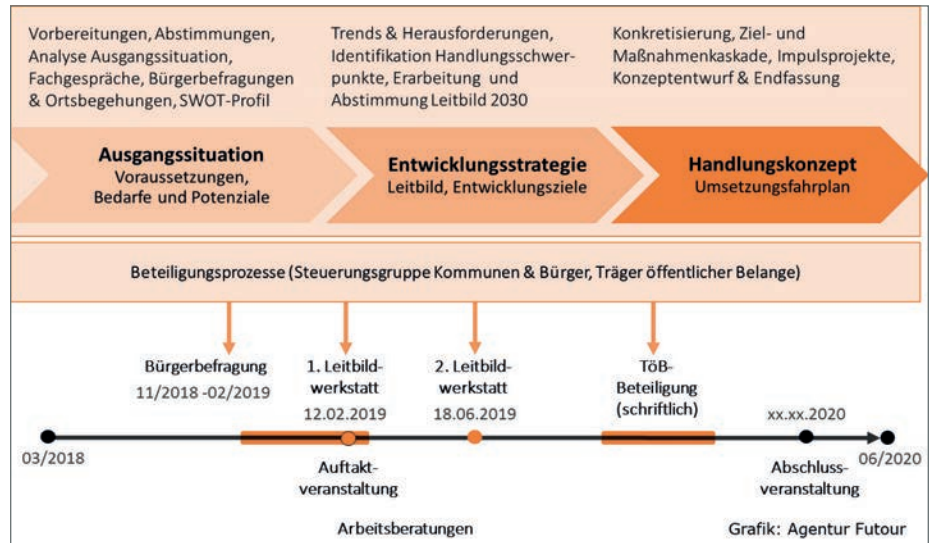 Vorbereitungen, Abstimmungen,
Analyse Ausgangssituation,
Fachgespräche, Bürgerbefragungen
& Ortsbegehungen, SWOT-Profil
Trends & Herausforderungen,
Identifikation Handlungsschwer-
punkte, Erarbeitung und
Abstimmung Leitbild 2030
Konkretisierung, Ziel- und
Maßnahmenkaskade, Impulsprojekte,
Konzeptentwurf & Endfassung
Ausgangssituation
Voraussetzungen,
Bedarfe und Potenziale
Entwicklungsstrategie
Leitbild, Entwicklungsziele
Handlungskonzept
Umsetzungsfahrplan
Beteiligungsprozesse (Steuerungsgruppe Kommunen & Bürger, Träger öffentlicher Belange)
Bürgerbefragung
11/2018 -02/2019
1. Leitbild-
werkstatt
12.02.2019
2. Leitbild-
werkstatt
18.06.2019
TöB-
Beteiligung
(schriftlich)
xx.xx.2020
03/2018
Auftakt-
veranstaltung
Abschluss-
veranstaltung
06/2020
Arbeitsberatungen
Grafik: Agentur Futour